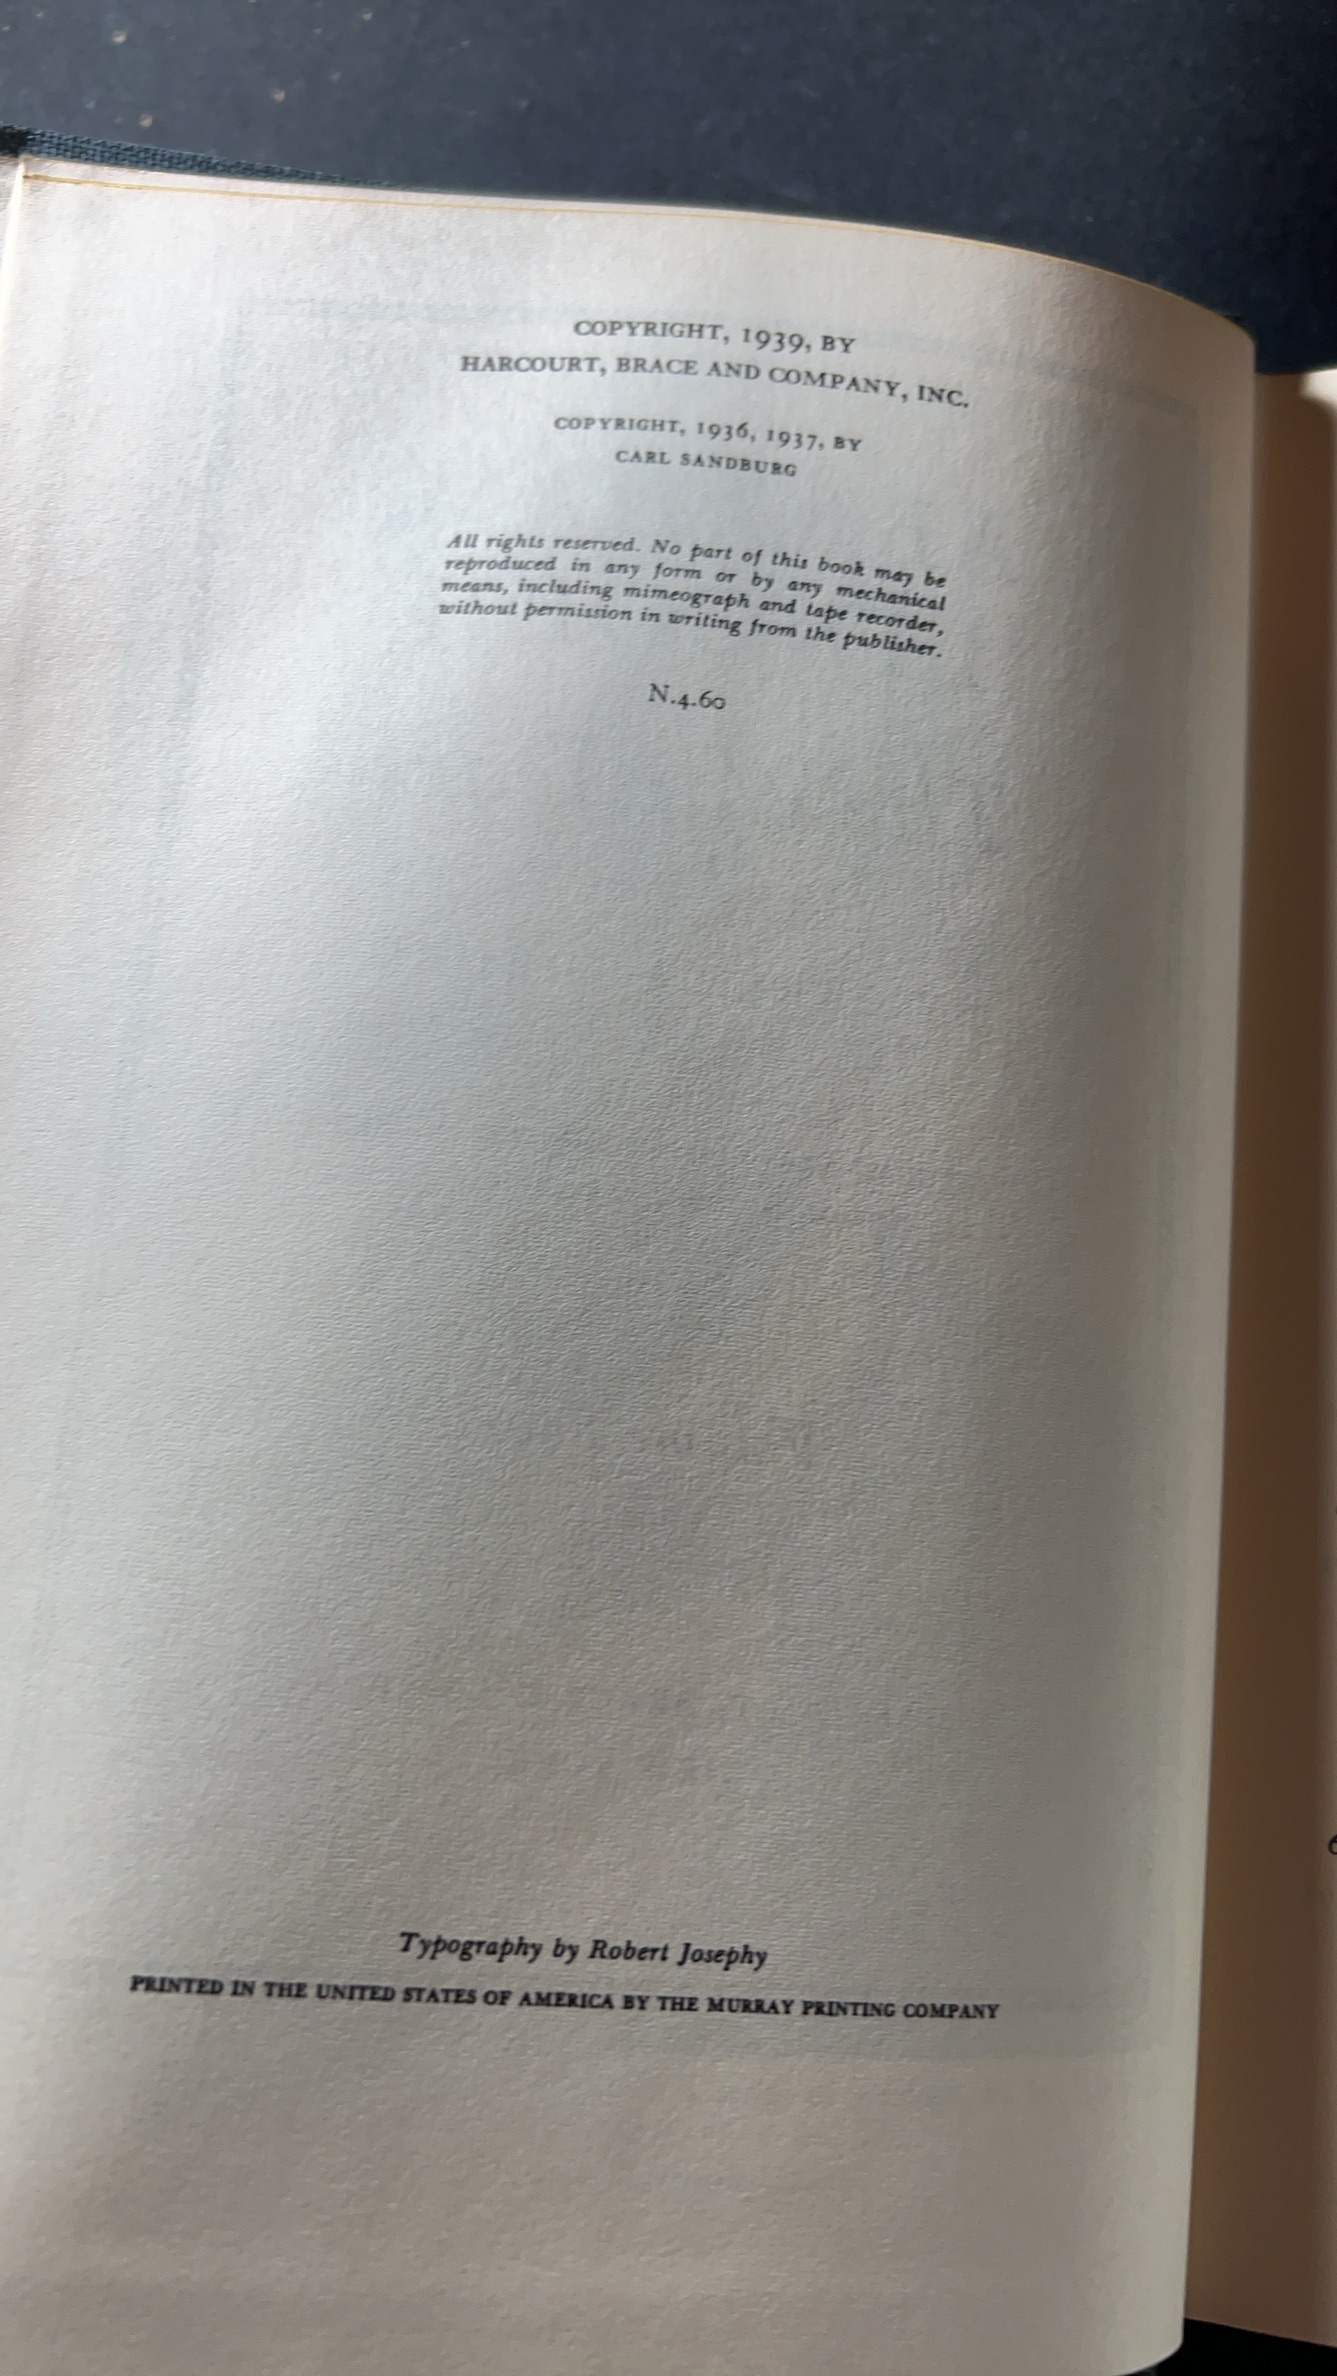 COPYRIGHT, 1939, BY
HARCOURT, BRACE AND COMPANY, INC.
COPYRIGHT, 1936, 1937, BY
CARL SANDBURG
All rights reserved. No part of this book may be
reproduced in any form or by any mechanical
means, including mimeograph and tape recorder,
without permission in writing from the publisher.
N.4.60
Typography by Robert Josephy
PRINTED IN THE UNITED STATES OF AMERICA BY THE MURRAY PRINTING COMPANY